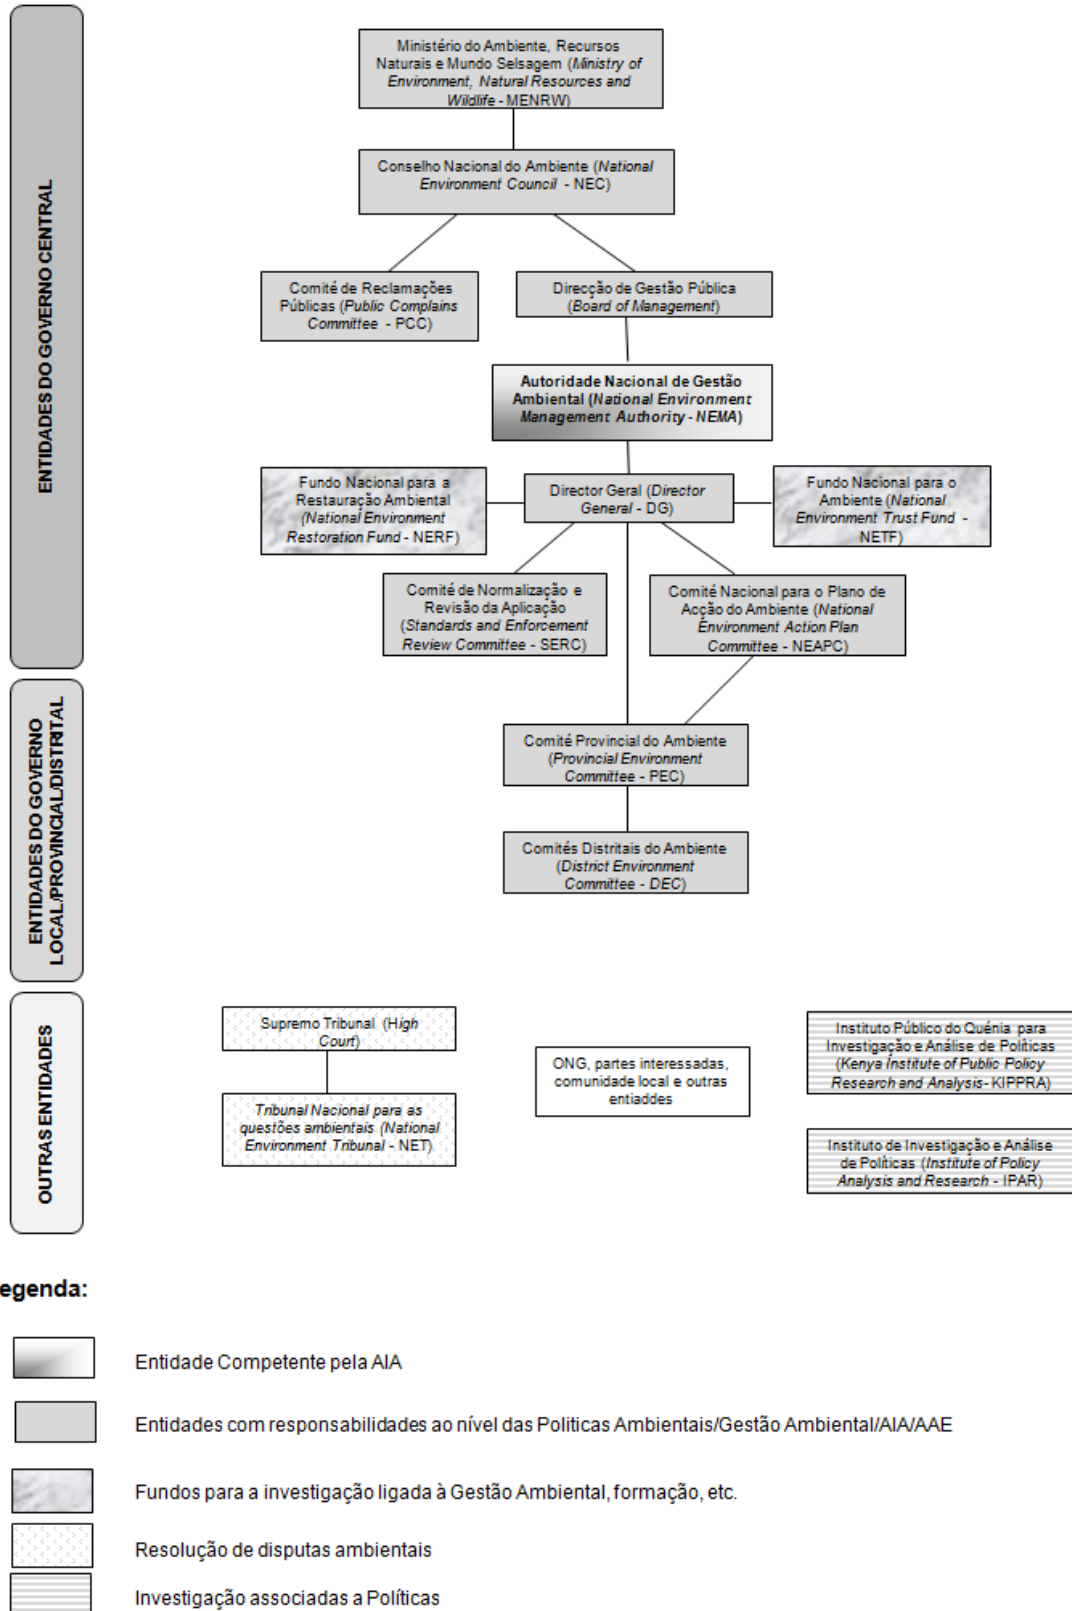 ENTIDADES DO GOVERNO CENTRAL
Ministério do Ambiente, Recursos
Naturais e Mundo Selsagem (Ministry of
Environment, Natural Resources and
Wildlife - MENRW)
Conselho Nacional do Ambiente (National
Environment Council - NEC)
Comité de Reclamações
Públicas (Public Complains
Committee - PCC)
Direcção de Gestão Pública
(Board of Management)
Autoridade Nacional de Gestão
Ambiental (National Environment
Management Authority - NEMA)
Fundo Nacional para a
Restauração Ambiental
(National Environment
Restoration Fund - NERF)
Director Geral (Director
General - DG)
Fundo Nacional para o
Ambiente (National
Environment Trust Fund -
NETF)
Comité de Normalização e
Revisão da Aplicação
(Standards and Enforcement
Review Committee - SERC)
Comité Nacional para o Plano de
Acção do Ambiente (National
Environment Action Plan
Committee - NEAPC)
ENTIDADES DO GOVERNO
LOCAL/PROVINCIAL/DISTRITAL
Comité Provincial do Ambiente
(Provincial Environment
Committee - PEC)
Comités Distritais do Ambiente
(District Environment
Committee - DEC)
OUTRAS ENTIDADES
Supremo Tribunal (High
Court)
Tribunal Nacional para as
questões ambientais (National
Environment Tribunal - NET)
ONG, partes interessadas,
comunidade local e outras
entiaddes
Instituto Público do Quénia para
Investigação e Análise de Políticas
(Kenya Institute of Public Policy
Research and Analysis- KIPPRA)
Instituto de Investigação e Análise
de Políticas (Institute of Policy
Analysis and Research - IPAR)
egenda:
Entidade Competente pela AIA
Entidades com responsabilidades ao nível das Politicas Ambientais/Gestão Ambiental/AIA/AAE
Fundos para a investigação ligada à Gestão Ambiental, formação, etc.
Resolução de disputas ambientais
Investigação associadas a Políticas